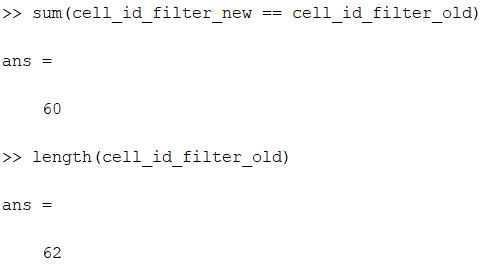 >> sum(cell_id_filter_new == cell_id_filter_old)
ans =
60
>> length(cell_id_filter_old)
ans =
62